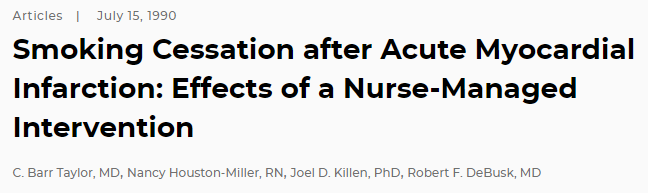 Articles | July 15, 1990
Smoking Cessation after Acute Myocardial
Infarction: Effects of a Nurse-Managed
Intervention
C. Barr Taylor, MD, Nancy Houston-Miller, RN, Joel D. Killen, PhD, Robert F. DeBusk, MD